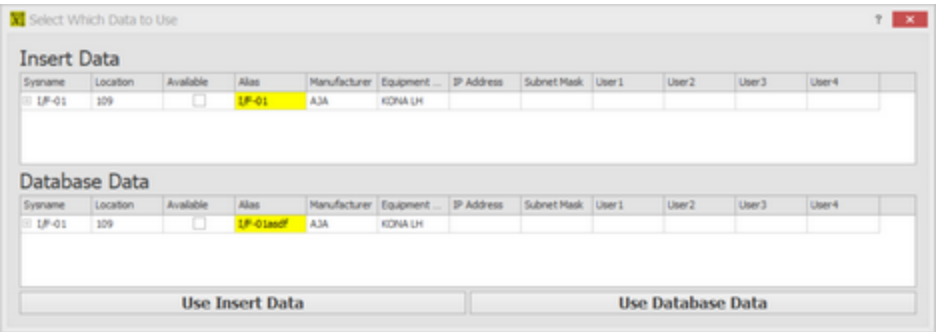 Select Which Data to Use ?
Insert Data
Sysname Location Available Alias Manufacturer Equipment ... IP Address Subnet Mask User1 User2 User3 User4
I/F-01 109 I/F-01 AJA KONA LH
Database Data
Sysname Location Available Alias Manufacturer Equipment ... IP Address Subnet Mask User1 User2 User3 User4
I/F-01 109 I/F-01asdf AJA KONA LH
Use Insert Data Use Database Data